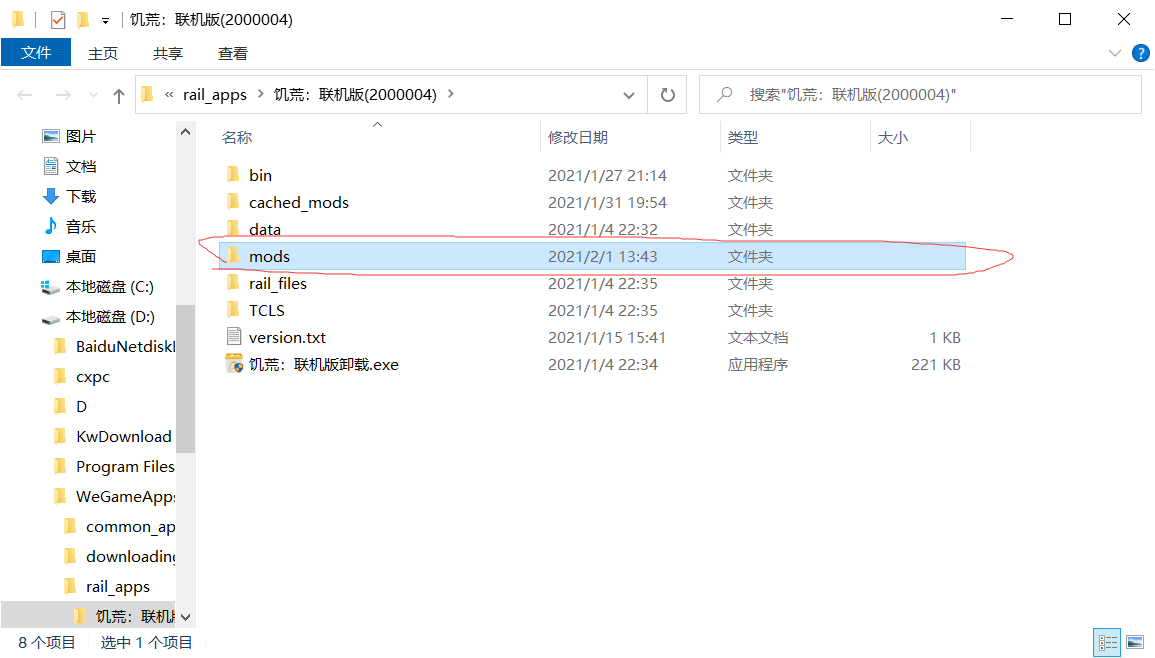 饥荒：联机版(2000004)
文件 主页 共享 查看
« rail_apps > 饥荒：联机版(2000004) > 搜索"饥荒：联机版(2000004)"
图片
文档
下载
音乐
桌面
本地磁盘 (C:)
本地磁盘 (D:)
BaiduNetdiskI
cxpc
D
KwDownload
Program Files
WeGameApps
common_ap
downloading
rail_apps
饥荒：联机版
名称 修改日期 类型 大小
bin 2021/1/27 21:14 文件夹
cached_mods 2021/1/31 19:54 文件夹
data 2021/1/4 22:32 文件夹
mods 2021/2/1 13:43 文件夹
rail_files 2021/1/4 22:35 文件夹
TCLS 2021/1/4 22:35 文件夹
version.txt 2021/1/15 15:41 文本文档 1 KB
饥荒：联机版卸载.exe 2021/1/4 22:34 应用程序 221 KB
8 个项目 选中 1 个项目